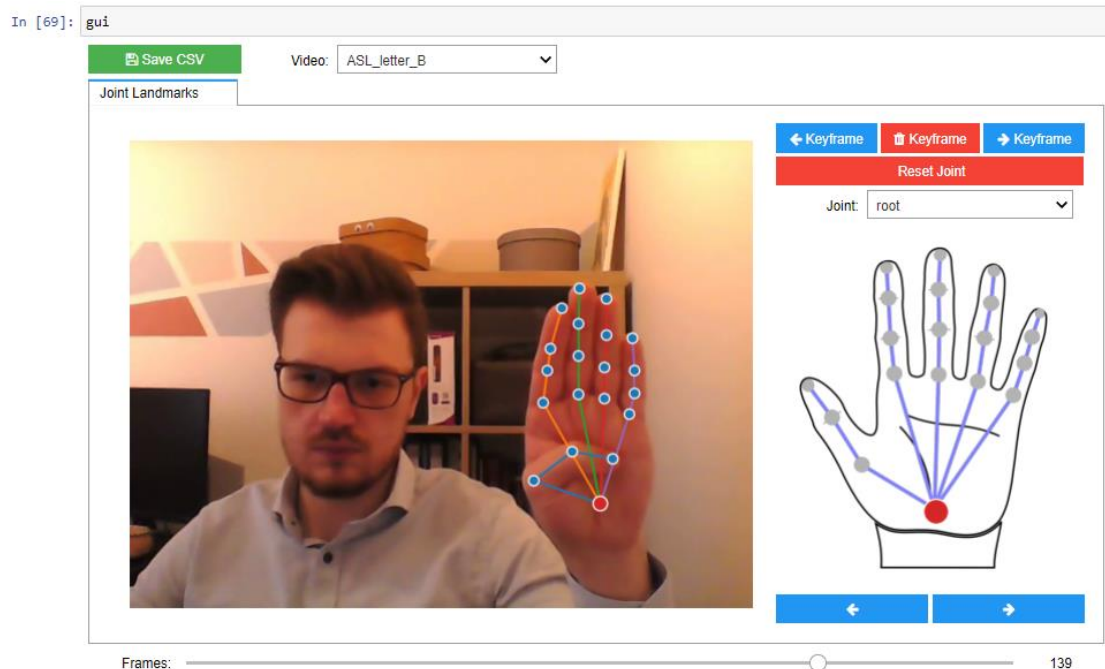 In [69]: gui
Save CSV
Video: ASL_letter_B
Joint Landmarks
Keyframe Keyframe Keyframe
Reset Joint
Joint: root
Frames: 139